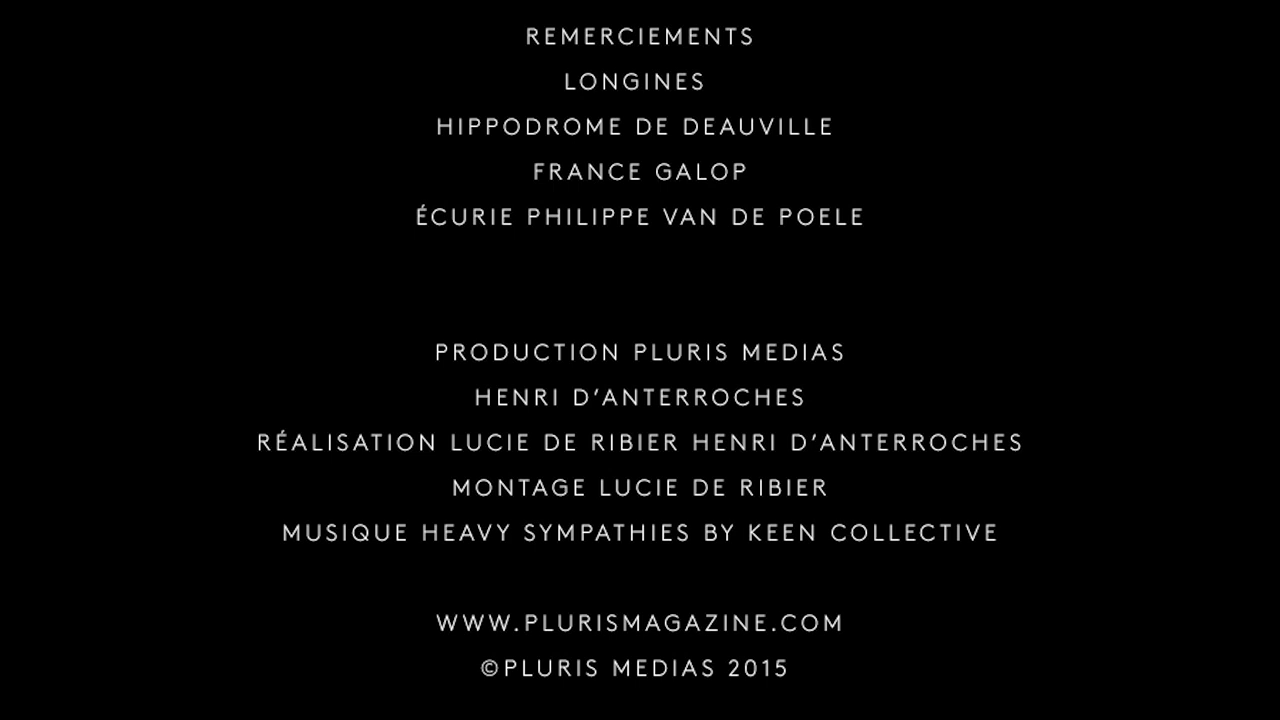 REMERCIEMENTS
LONGINES
HIPPODROME DE DEAUVILLE
FRANCE GALOP
ÉCURIE PHILIPPE VAN DE POELE
PRODUCTION PLURIS MEDIAS
HENRI D’ANTERROCHES
RÉALISATION LUCIE DE RIBIER HENRI D’ANTERROCHES
MONTAGE LUCIE DE RIBIER
MUSIQUE HEAVY SYMPATHIES BY KEEN COLLECTIVE
WWW.PLURISMAGAZINE.COM
©PLURIS MEDIAS 2015